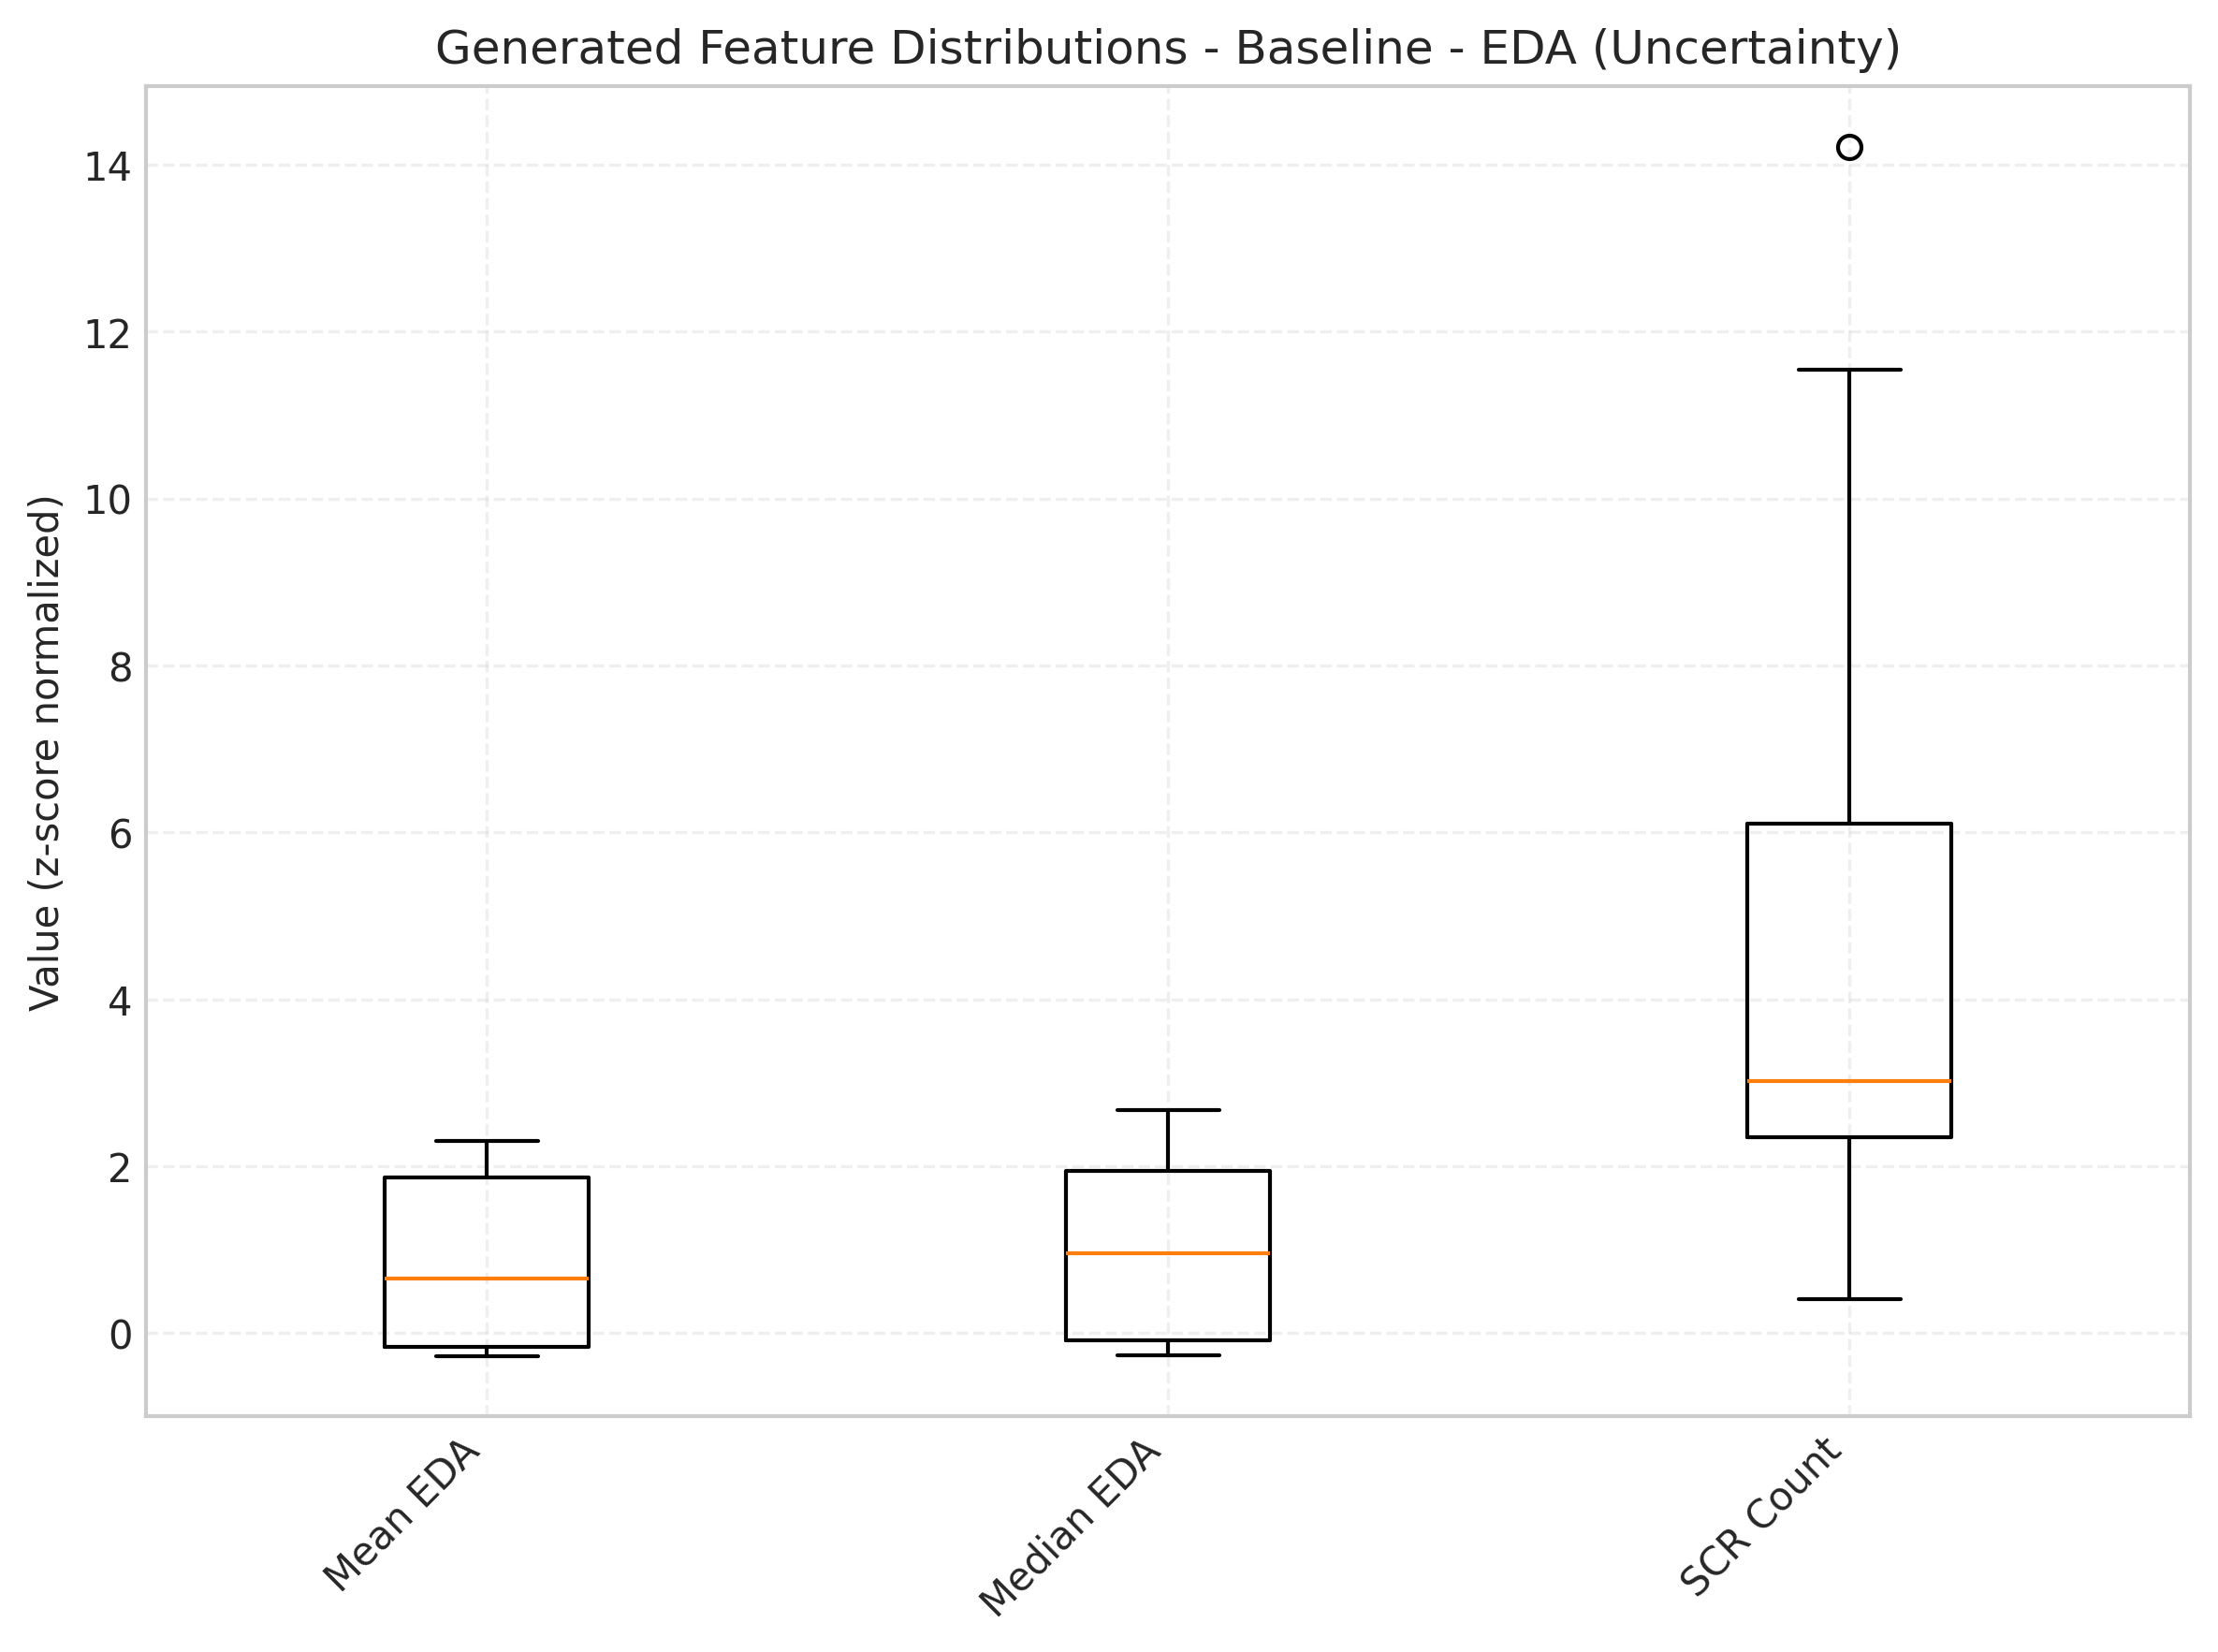 Generated Feature Distributions - Baseline - EDA (Uncertainty)
Value (z-score normalized)
14
12
10
8
6
4
2
0
Mean EDA
Median EDA
SCR Count